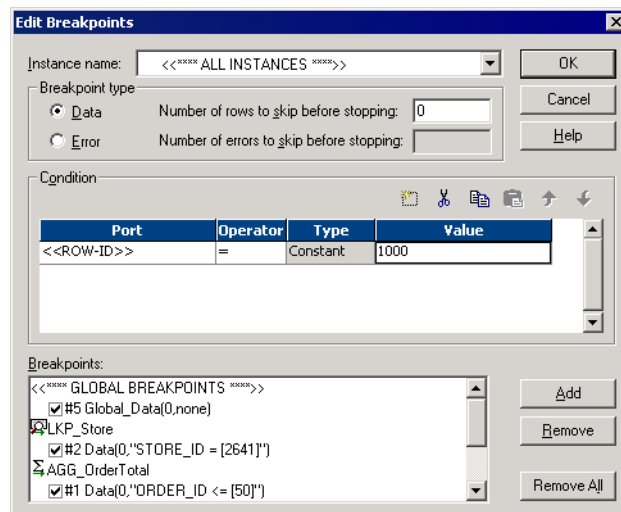 Edit Breakpoints
Instance name: <<**** ALL INSTANCES ****>> OK
Breakpoint type
Data Number of rows to skip before stopping: 0 Cancel
Error Number of errors to skip before stopping: Help
Condition
Port Operator Type Value
<<ROW-ID>> = Constant 1000
Breakpoints:
<<**** GLOBAL BREAKPOINTS ****>>
#5 Global_Data(0,none) Add
LKP_Store
#2 Data(0,"STORE_ID = [2641]") Remove
AGG_OrderTotal
#1 Data(0,"ORDER_ID <= [50]") Remove All